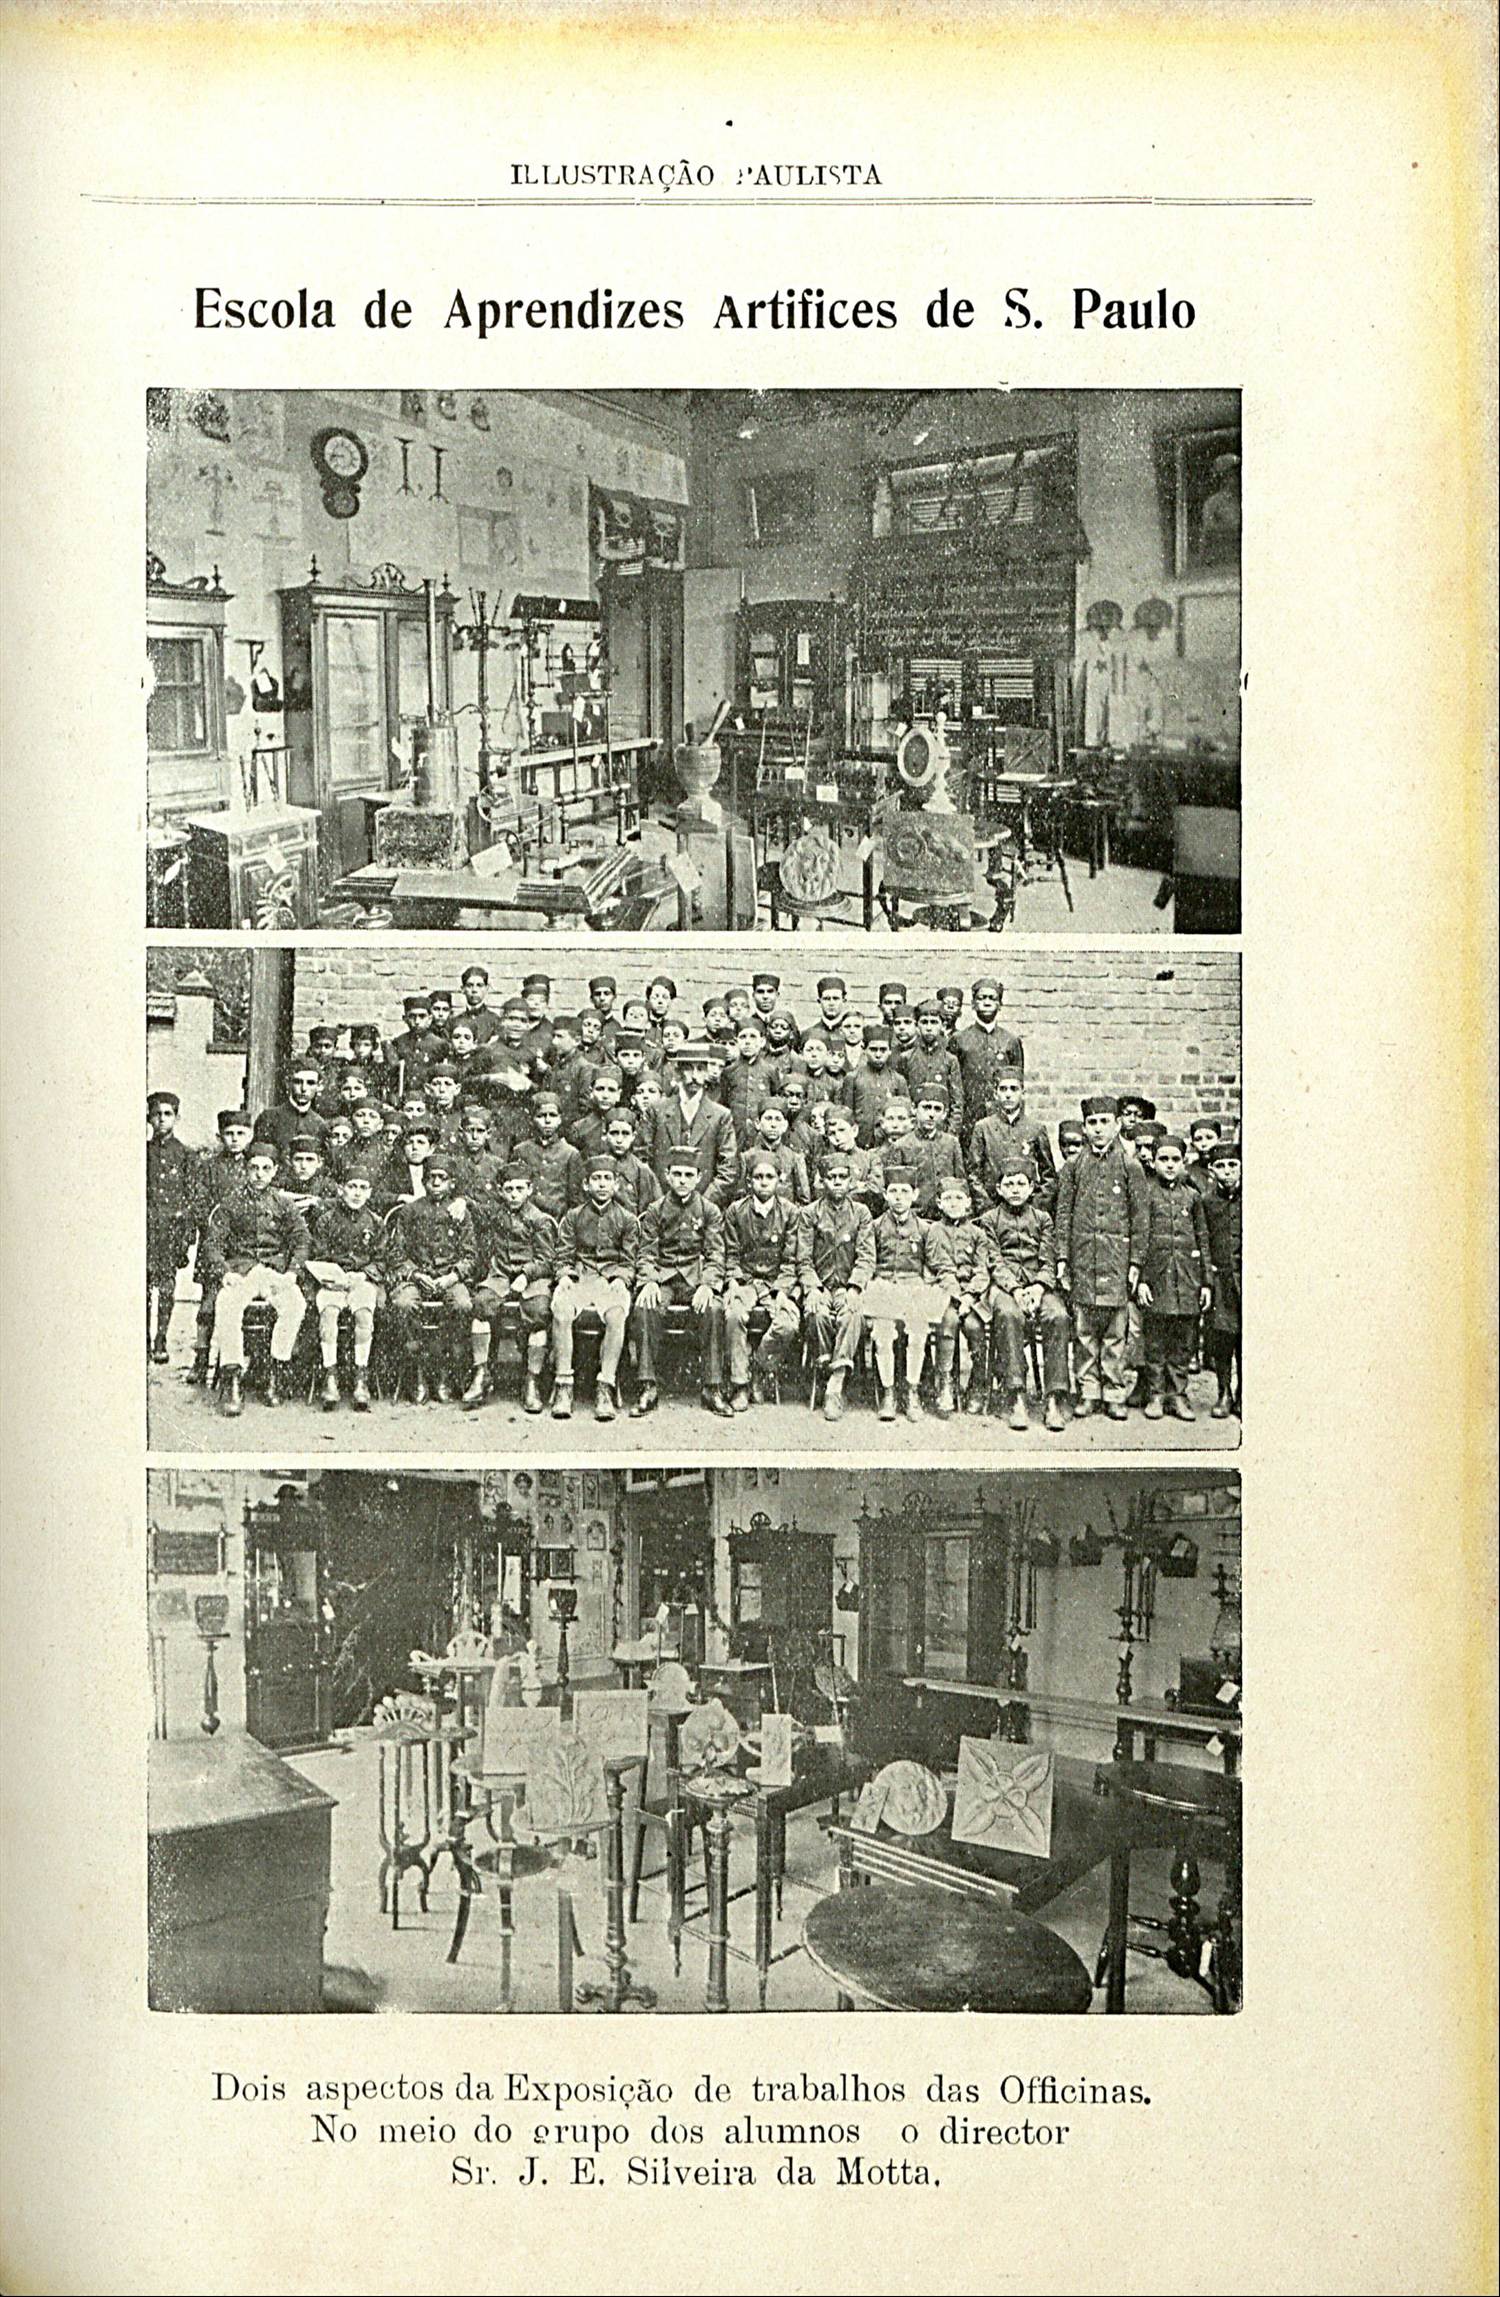 ILLUSTRAÇÃO PAULISTA
Escola de Aprendizes Artifices de S. Paulo
Dois aspectos da Exposição de trabalhos das Officinas.
No meio do grupo dos alumnos o director
Sr. J. E. Silveira da Motta.